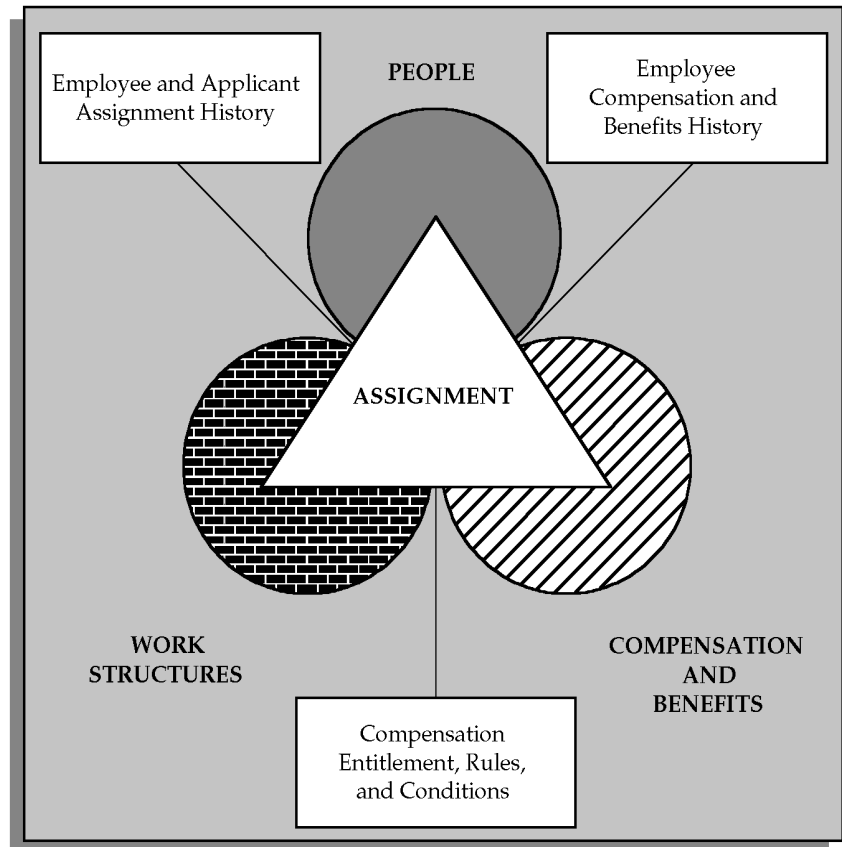 Employee and Applicant
Assignment History
PEOPLE
Employee
Compensation and
Benefits History
ASSIGNMENT
WORK
STRUCTURES
COMPENSATION
AND
BENEFITS
Compensation
Entitlement, Rules,
and Conditions